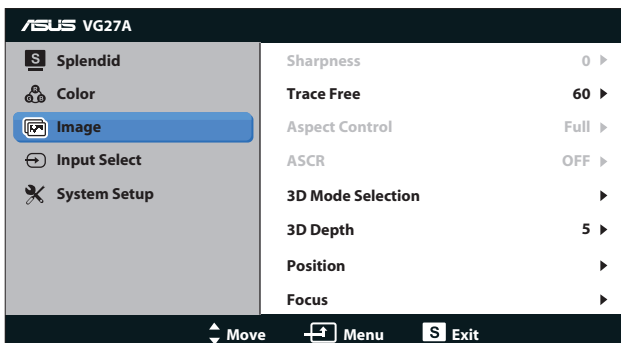 ASUS VG27A
S Splendid
Color
Image
Input Select
System Setup
Sharpness 0
Trace Free 60
Aspect Control Full
ASCR OFF
3D Mode Selection
3D Depth 5
Position
Focus
Move Menu S Exit